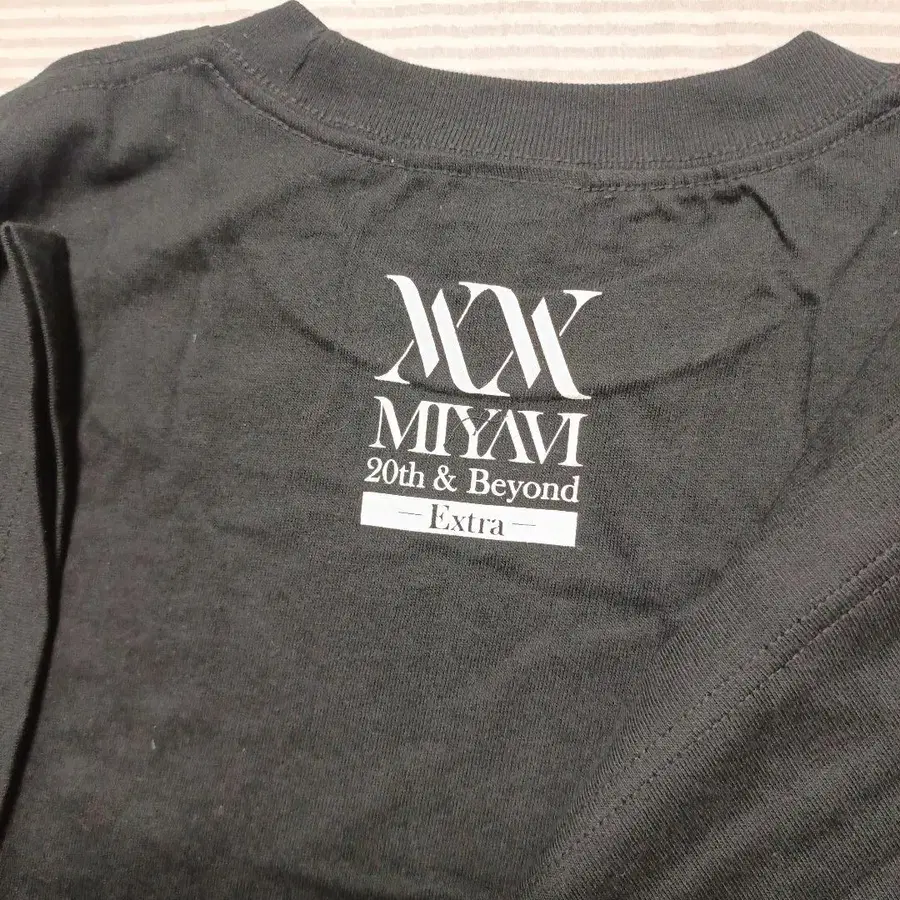 XX
MIYAVI
20th & Beyond
— Extra —